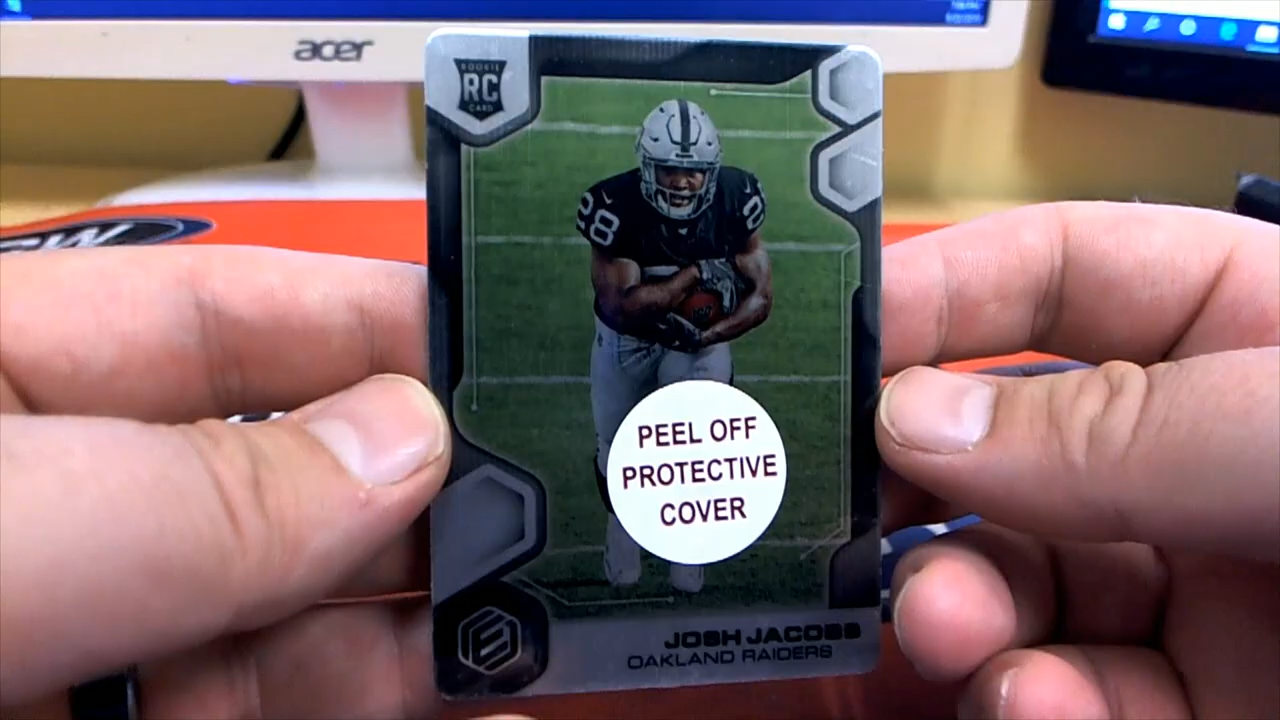 acer
ROOKIE
RC
CARD
28
28
PEEL OFF
PROTECTIVE
COVER
JOSH JACOBS
OAKLAND RAIDERS